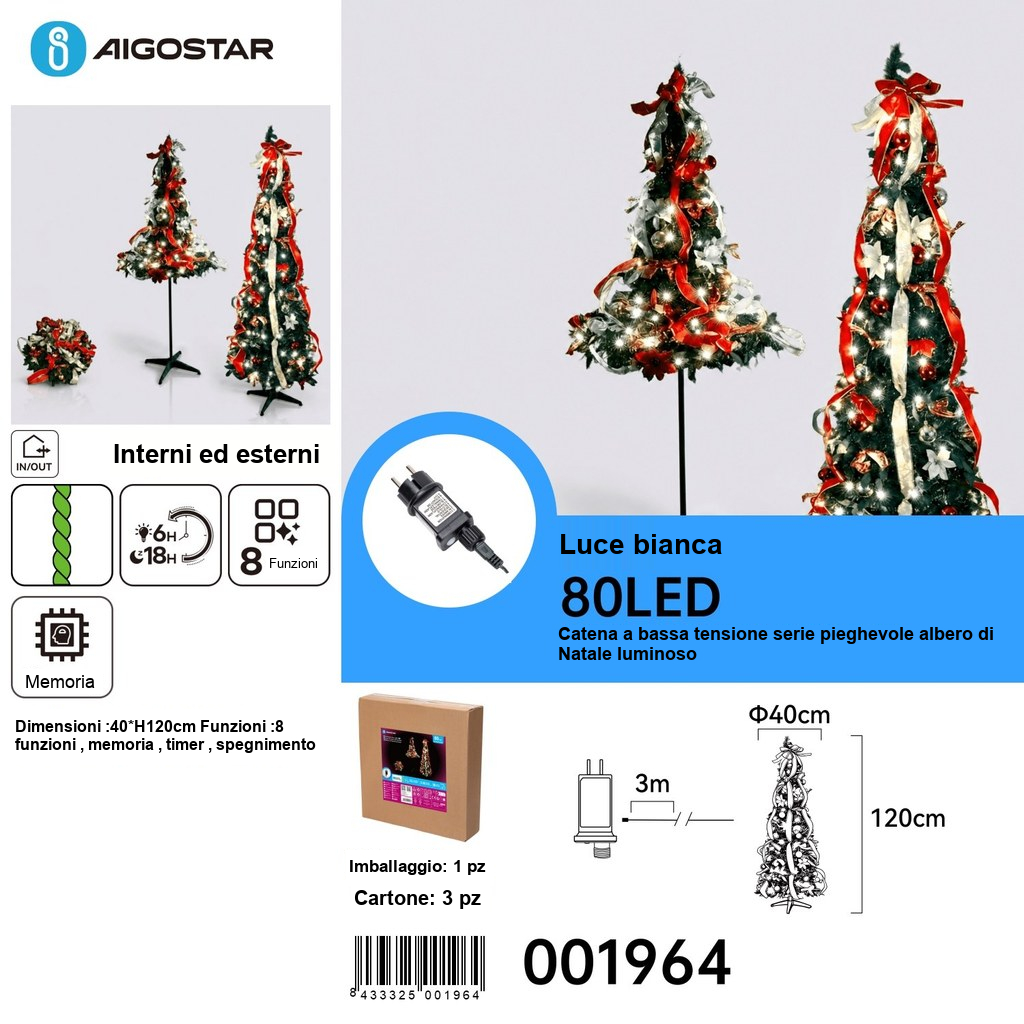 AIGOSTAR
IN/OUT
Interni ed esterni
6H
18H
8 Funzioni
Memoria
Dimensioni :40*H120cm Funzioni :8
funzioni , memoria , timer , spegnimento
Luce bianca
80LED
Catena a bassa tensione serie pieghevole albero di
Natale luminoso
AIGOSTAR
Imballaggio: 1 pz
Cartone: 3 pz
Φ40cm
3m
120cm
8 433325 001964
001964